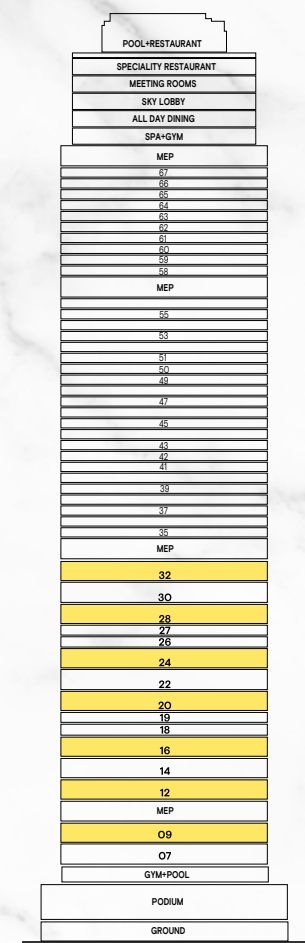 POOL+RESTAURANT
SPECIALITY RESTAURANT
MEETING ROOMS
SKY LOBBY
ALL DAY DINING
SPA+GYM
MEP
67
66
65
64
63
62
61
60
59
58
MEP
55
53
51
50
49
47
45
43
42
41
39
37
35
MEP
32
30
28
27
26
24
22
20
19
18
16
14
12
MEP
09
07
GYM+POOL
PODIUM
GROUND